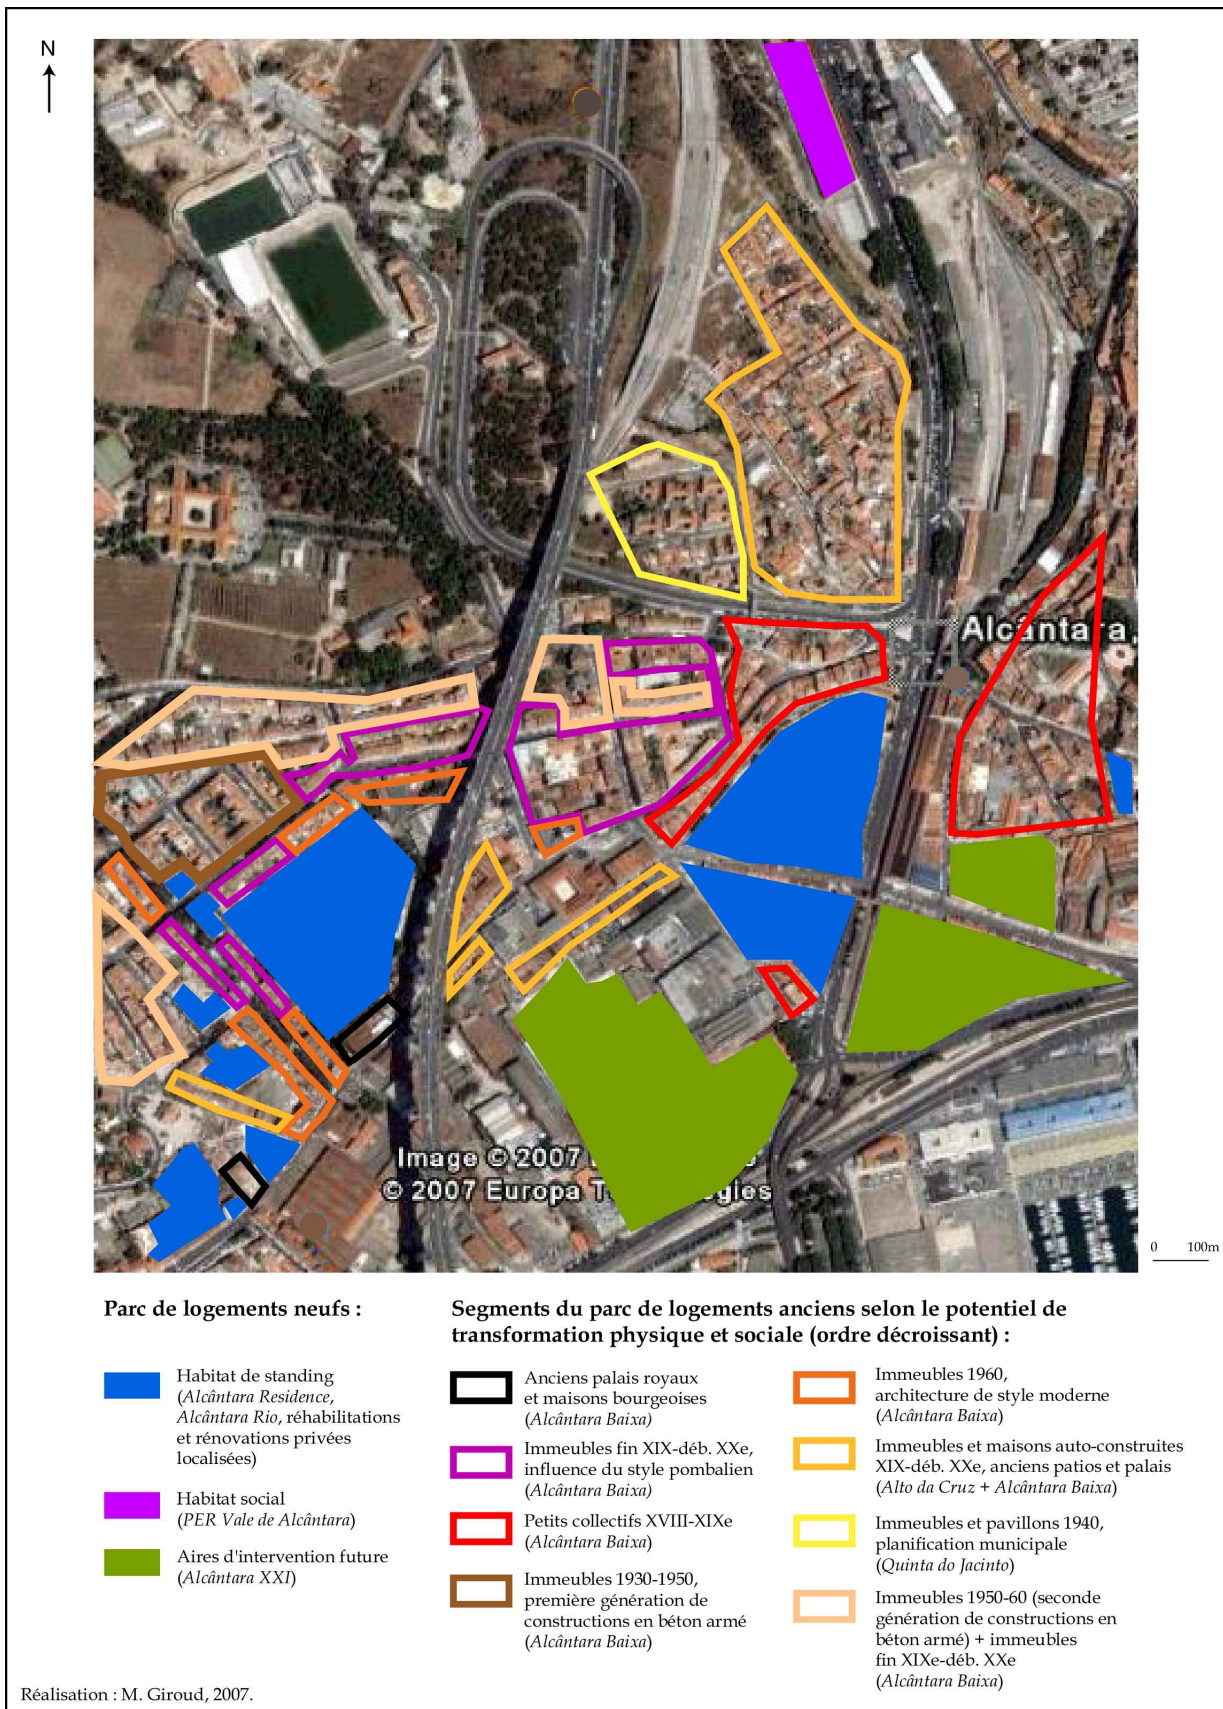 N
Alcântara
Image © 2007
© 2007 Europa Technologies
0 100m
Parc de logements neufs :
Habitat de standing
(Alcântara Residence,
Alcântara Rio, réhabilitations
et rénovations privées
localisées)
Habitat social
(PER Vale de Alcântara)
Aires d'intervention future
(Alcântara XXI)
Segments du parc de logements anciens selon le potentiel de
transformation physique et sociale (ordre décroissant) :
Anciens palais royaux
et maisons bourgeoises
(Alcântara Baixa)
Immeubles fin XIX-déb. XXe,
influence du style pombalien
(Alcântara Baixa)
Petits collectifs XVIII-XIXe
(Alcântara Baixa)
Immeubles 1930-1950,
première génération de
constructions en béton armé
(Alcântara Baixa)
Immeubles 1960,
architecture de style moderne
(Alcântara Baixa)
Immeubles et maisons auto-construites
XIX-déb. XXe, anciens patios et palais
(Alto da Cruz + Alcântara Baixa)
Immeubles et pavillons 1940,
planification municipale
(Quinta do Jacinto)
Immeubles 1950-60 (seconde
génération de constructions en
béton armé) + immeubles
fin XIXe-déb. XXe
(Alcântara Baixa)
Réalisation : M. Giroud, 2007.